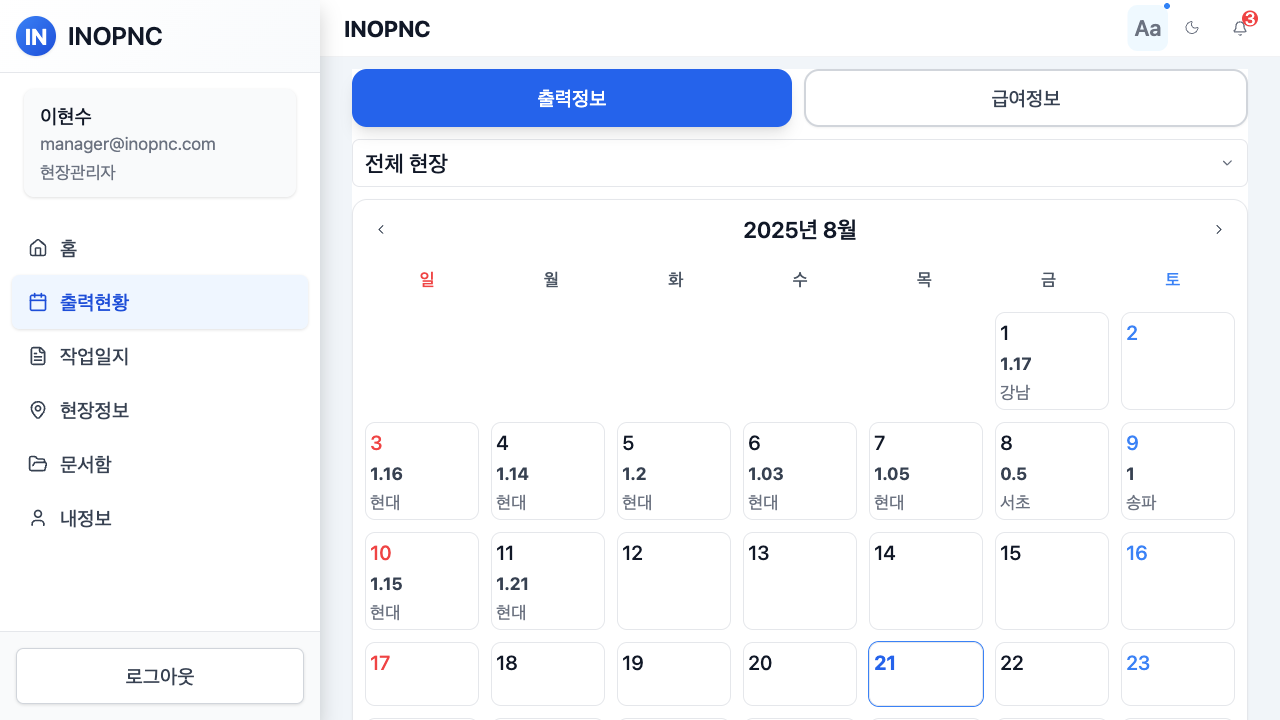 IN INOPNC
이현수
manager@inopnc.com
현장관리자
홈
출력현황
작업일지
현장정보
문서함
내정보
로그아웃
INOPNC Aa 3
출력정보 급여정보
전체 현장
2025년 8월
일 월 화 수 목 금 토
1 2
1.17
강남
3 4 5 6 7 8 9
1.16 1.14 1.2 1.03 1.05 0.5 1
현대 현대 현대 현대 현대 서초 송파
10 11 12 13 14 15 16
1.15 1.21
현대 현대
17 18 19 20 21 22 23